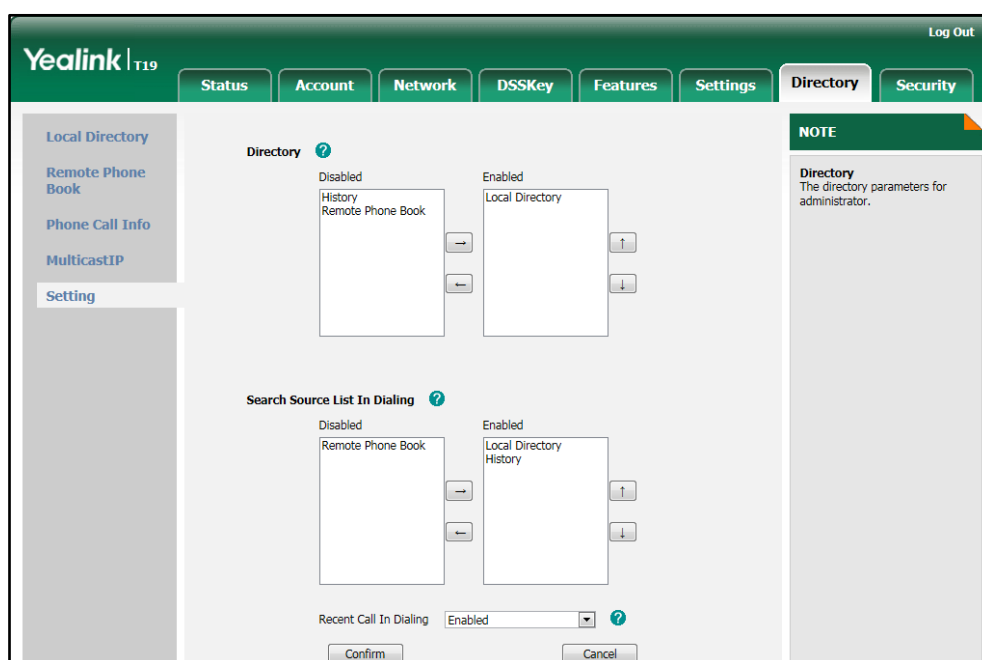 Log Out
Yealink | T19
Status
Account
Network
DSSKey
Features
Settings
Directory
Security
Local Directory
Remote Phone
Book
Phone Call Info
MulticastIP
Setting
Directory ?
Disabled
History
Remote Phone Book
→
←
Enabled
Local Directory
↑
↓
Search Source List In Dialing ?
Disabled
Remote Phone Book
→
←
Enabled
Local Directory
History
↑
↓
Recent Call In Dialing Enabled ?
Confirm
Cancel
NOTE
Directory
The directory parameters for
administrator.